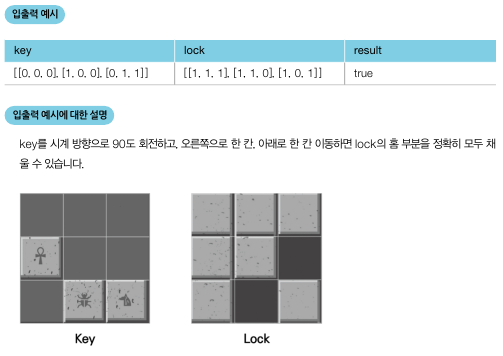 입출력 예시
key lock result
[[0, 0, 0], [1, 0, 0], [0, 1, 1]] [[1, 1, 1], [1, 1, 0], [1, 0, 1]] true
입출력 예시에 대한 설명
key를 시계 방향으로 90도 회전하고, 오른쪽으로 한 칸, 아래로 한 칸 이동하면 lock의 홈 부분을 정확히 모두 채
울 수 있습니다.
Key Lock